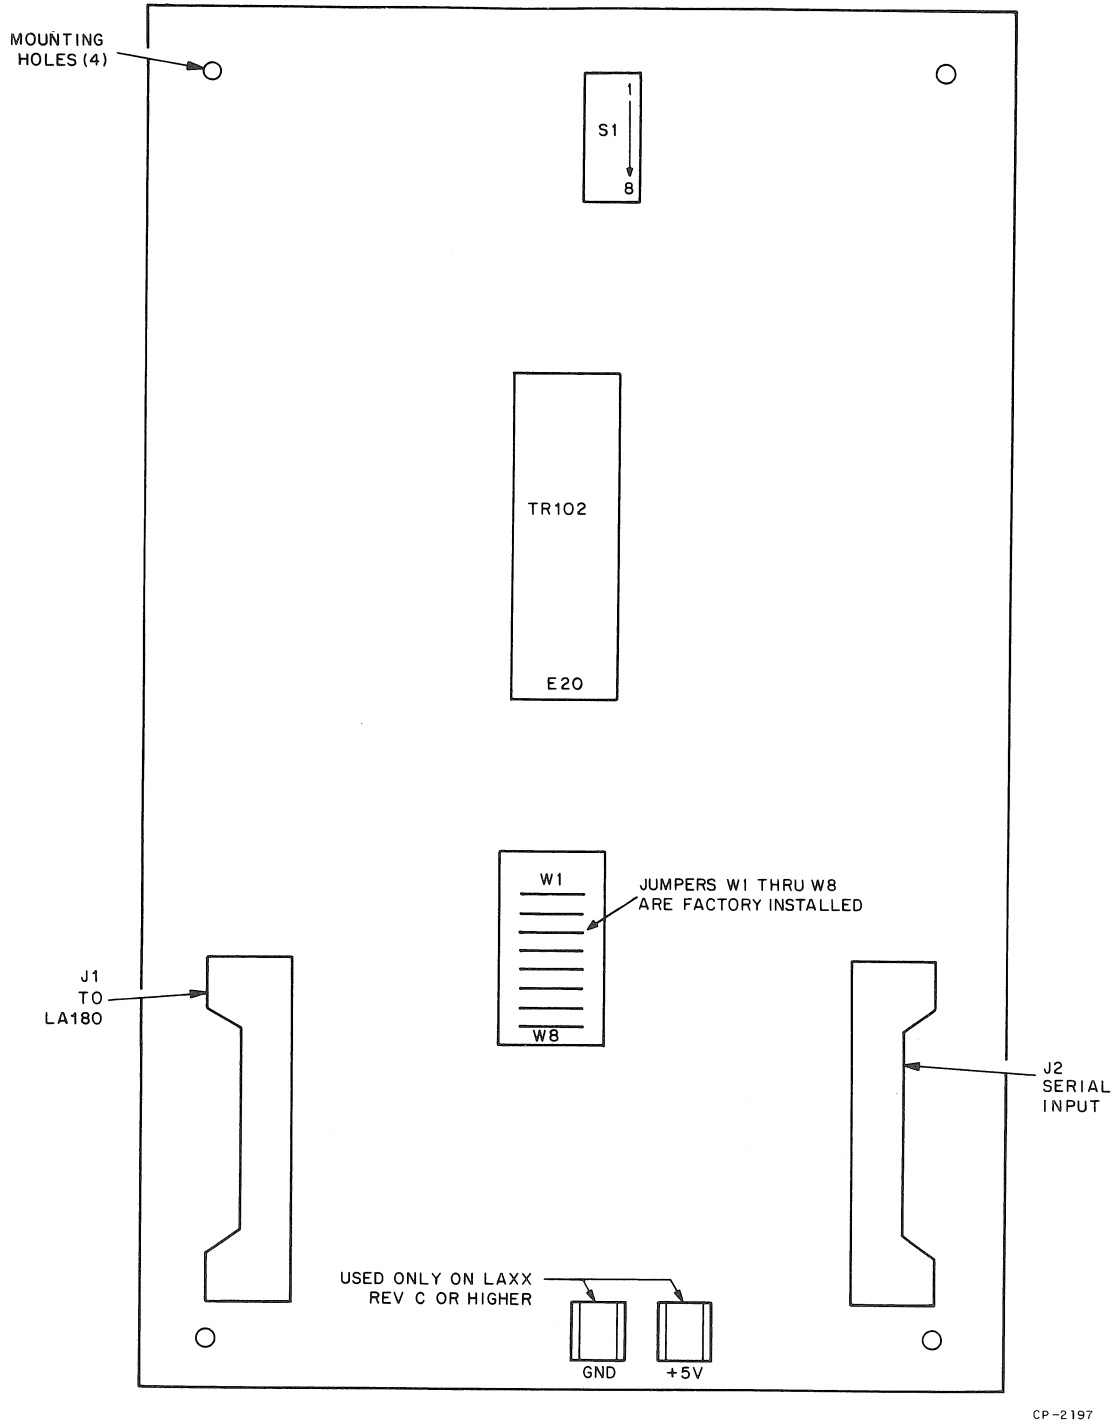 MOUNTING
HOLES (4)
1
S1
8
TR102
E20
W1
JUMPERS W1 THRU W8
ARE FACTORY INSTALLED
W8
J1
TO
LA180
J2
SERIAL
INPUT
USED ONLY ON LAXX
REV C OR HIGHER
GND
+5V
CP-2197